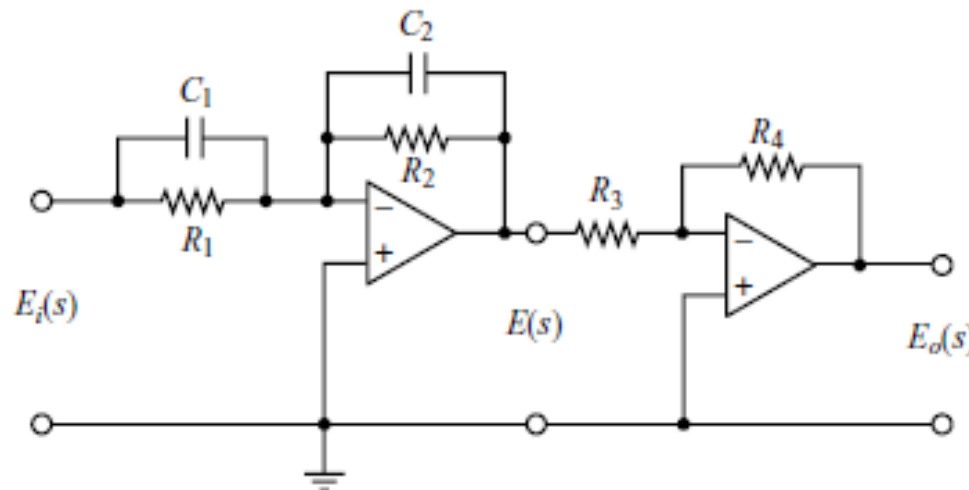 C₂
C₁
R₂
R₁
R₄
R₃
−
+
−
+
Eᵢ(s)
E(s)
Eₒ(s)